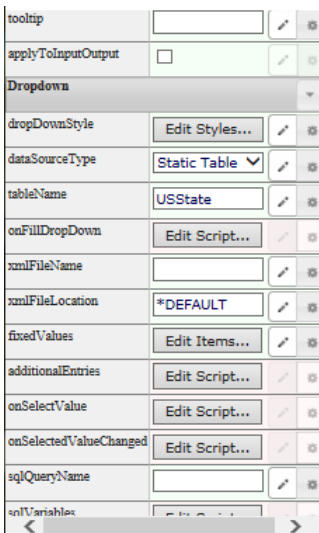 tooltip
applyToInputOutput
Dropdown
dropDownStyle Edit Styles...
dataSourceType Static Table
tableName USState
onFillDropDown Edit Script...
xmlFileName
xmlFileLocation *DEFAULT
fixedValues Edit Items...
additionalEntries Edit Script...
onSelectValue Edit Script...
onSelectedValueChanged Edit Script...
sqlQueryName
sqlVariables